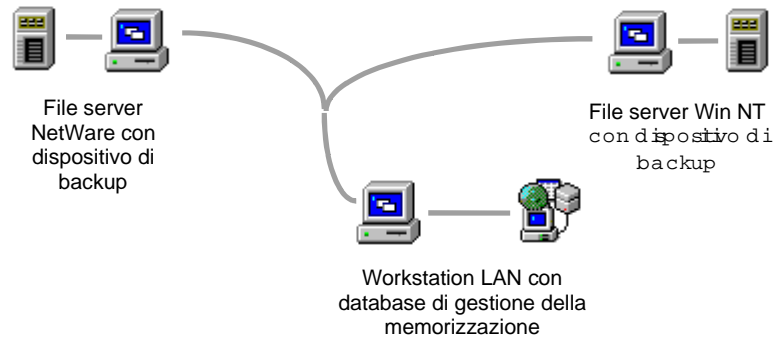 File server
NetWare con
dispositivo di
backup
File server Win NT
con dispositivo di
backup
Workstation LAN con
database di gestione della
memorizzazione